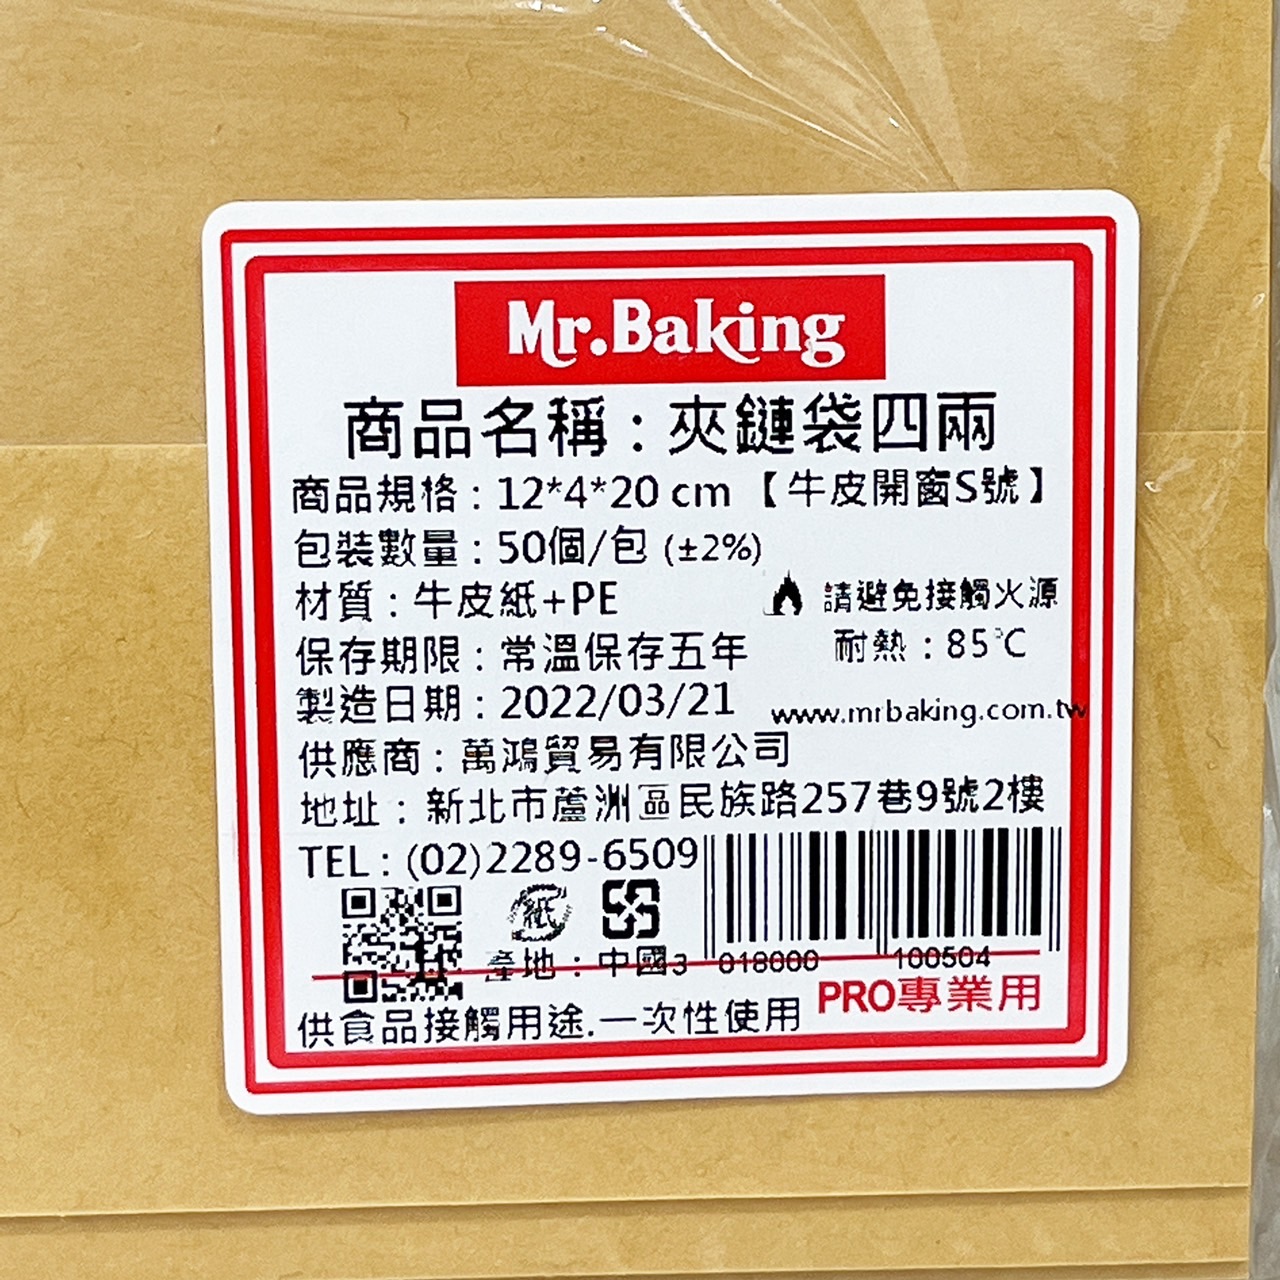 Mr.Baking
商品名稱：夾鏈袋四兩
商品規格：12*4*20 cm【牛皮開窗S號】
包裝數量：50個/包 (±2%)
材質：牛皮紙+PE
請避免接觸火源
保存期限：常溫保存五年
耐熱：85℃
製造日期：2022/03/21
www.mrbaking.com.tw
供應商：萬鴻貿易有限公司
地址：新北市蘆洲區民族路257巷9號2樓
TEL：(02)2289-6509
紙
產地：中國
3 018000 100504
PRO專業用
供食品接觸用途.一次性使用